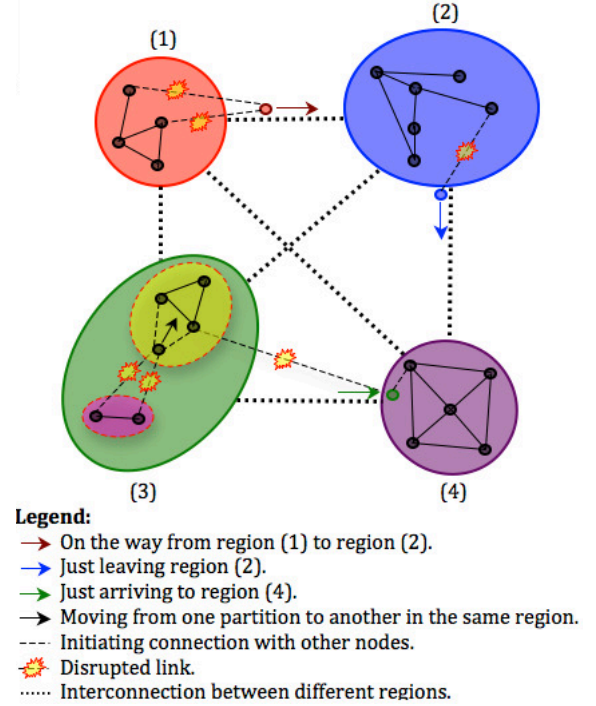 (1)
(2)
(3)
(4)
Legend:
On the way from region (1) to region (2).
Just leaving region (2).
Just arriving to region (4).
Moving from one partition to another in the same region.
Initiating connection with other nodes.
Disrupted link.
Interconnection between different regions.